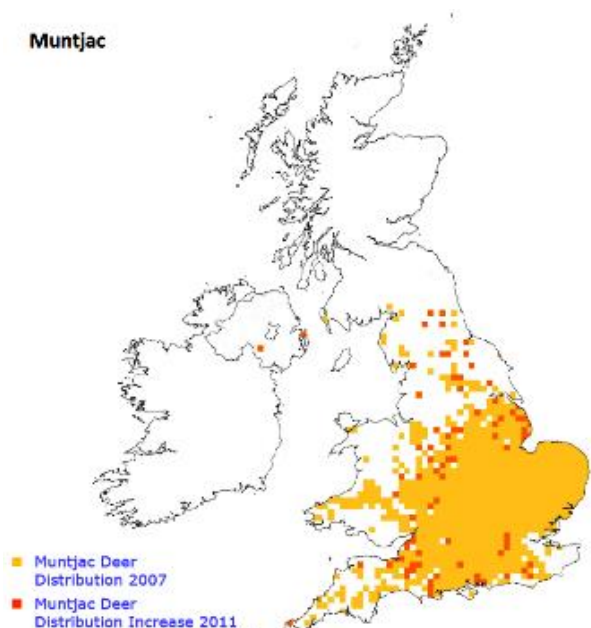 Muntjac
Muntjac Deer
Distribution 2007
Muntjac Deer
Distribution Increase 2011